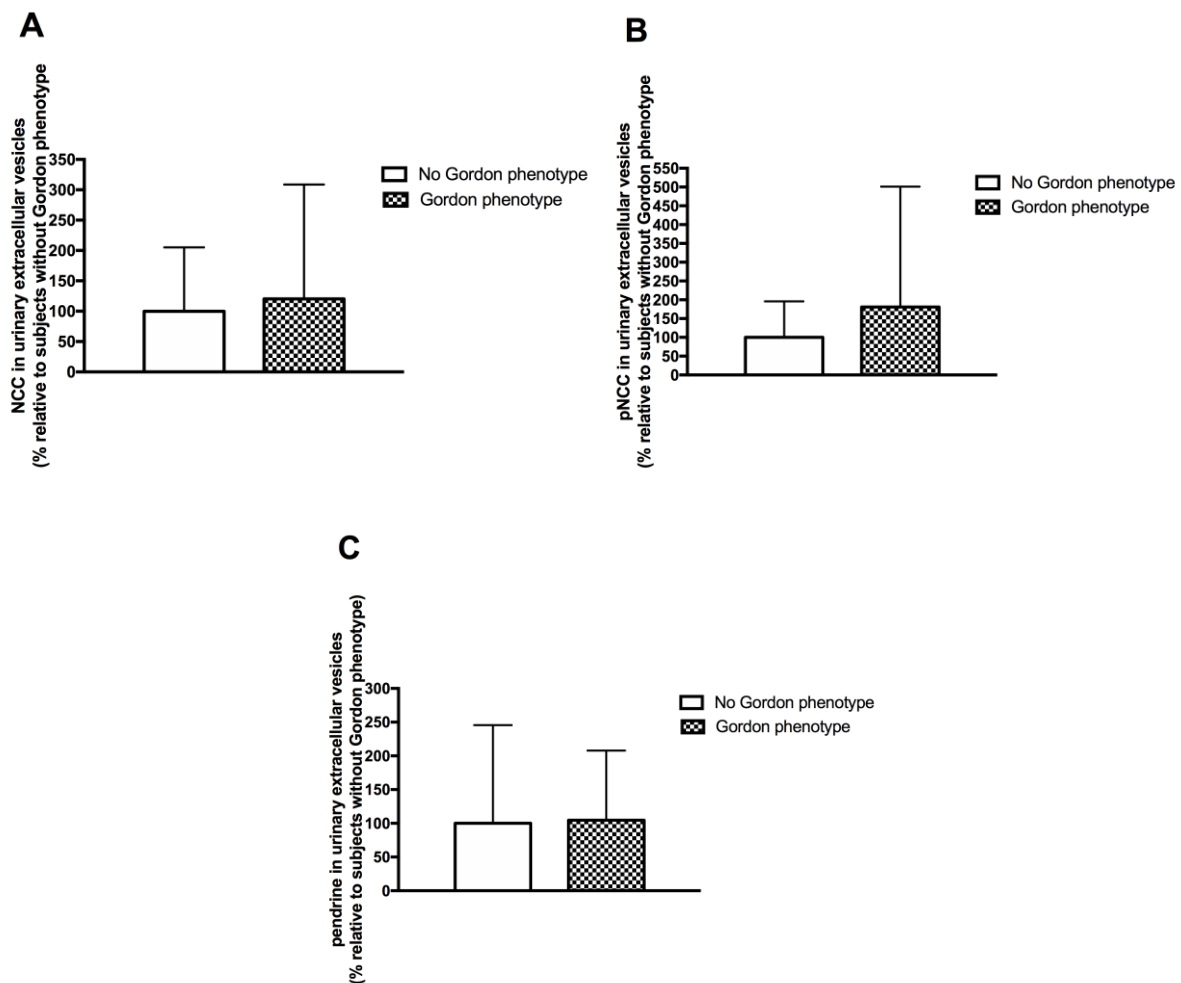 A
NCC in urinary extracellular vesicles
(% relative to subjects without Gordon phenotype
350
300
250
200
150
100
50
0
No Gordon phenotype
Gordon phenotype
B
pNCC in urinary extracellular vesicles
(% relative to subjects without Gordon phenotype
550
500
450
400
350
300
250
200
150
100
50
0
No Gordon phenotype
Gordon phenotype
C
pendrine in urinary extracellular vesicles
(% relative to subjects without Gordon phenotype)
300
250
200
150
100
50
0
No Gordon phenotype
Gordon phenotype